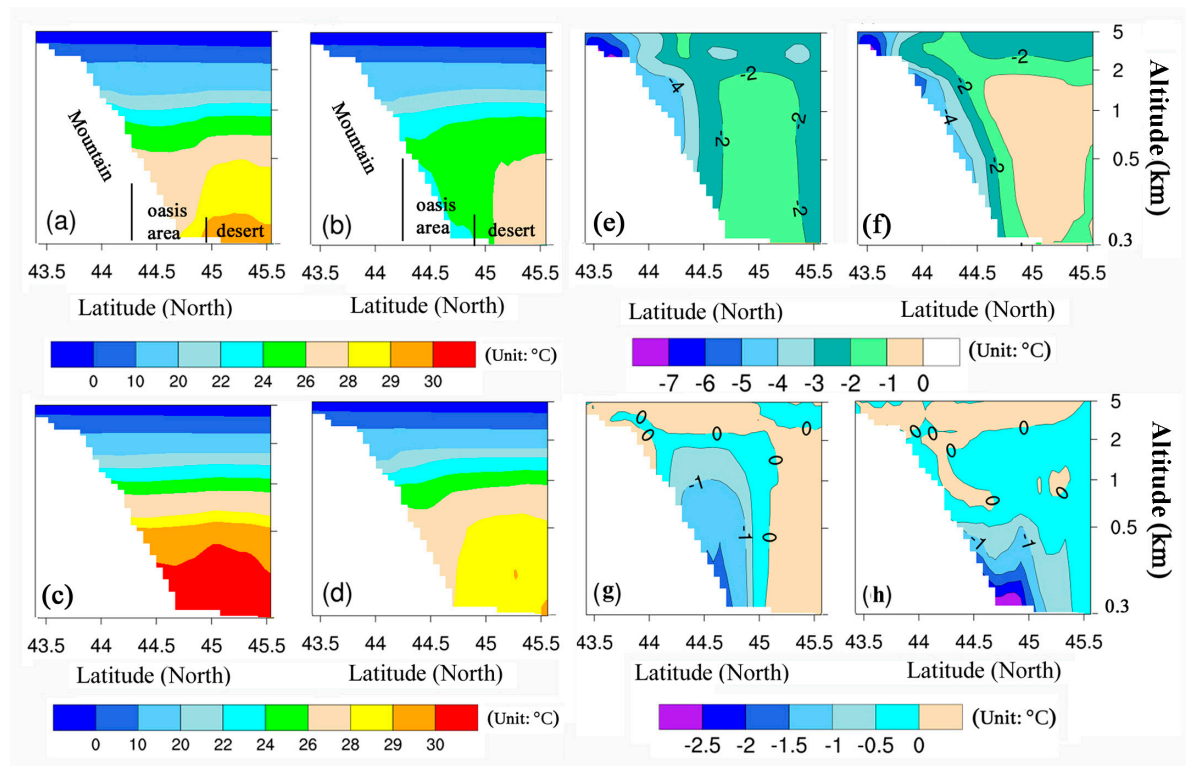 Mountain
oasis
area
desert
(a)
Mountain
oasis
area
desert
(b)
-4
-2
-2
-2
-2
(e)
-2
-2
-4
-2
(f)
5
2
1
0.5
0.3
Altitude (km)
43.5 44 44.5 45 45.5
43.5 44 44.5 45 45.5
43.5 44 44.5 45 45.5
43.5 44 44.5 45 45.5
Latitude (North)
Latitude (North)
Latitude (North)
Latitude (North)
0 10 20 22 24 26 28 29 30
(Unit: °C)
-7 -6 -5 -4 -3 -2 -1 0
(Unit: °C)
(c)
(d)
0
0
0
0
0
0
-1
-1
(g)
0
0
0
0
0
0
-1
-1
(h)
5
2
1
0.5
0.3
Altitude (km)
43.5 44 44.5 45 45.5
43.5 44 44.5 45 45.5
43.5 44 44.5 45 45.5
43.5 44 44.5 45 45.5
Latitude (North)
Latitude (North)
Latitude (North)
Latitude (North)
0 10 20 22 24 26 28 29 30
(Unit: °C)
-2.5 -2 -1.5 -1 -0.5 0
(Unit: °C)